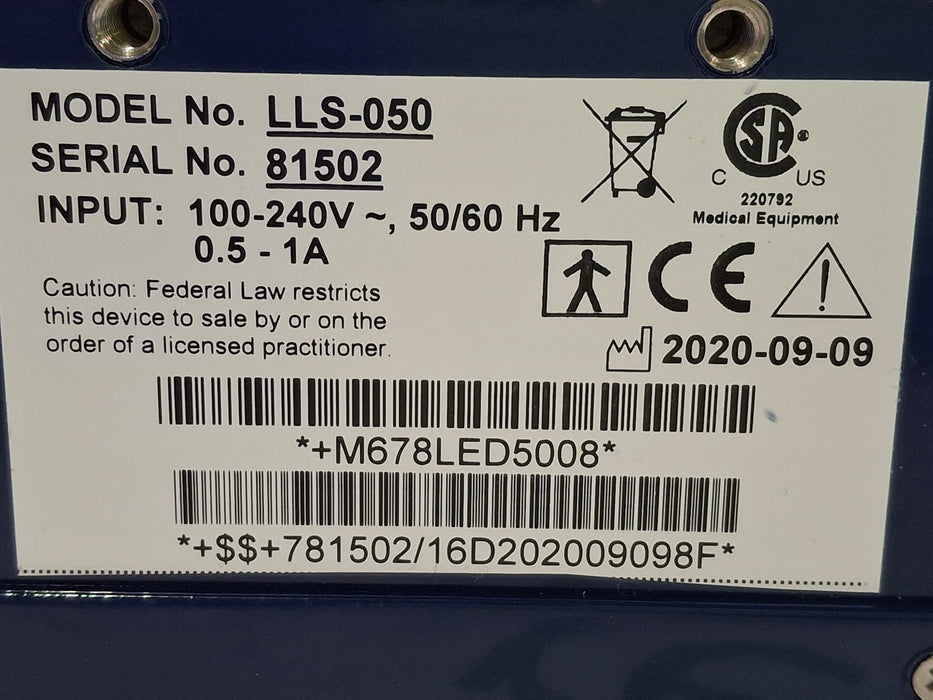 MODEL No. LLS-050
SERIAL No. 81502
INPUT: 100-240V ~, 50/60 Hz
0.5 - 1A
Caution: Federal Law restricts
this device to sale by or on the
order of a licensed practitioner.
CSA
C US
220792
Medical Equipment
CE
2020-09-09
*+M678LED5008*
*+$$+781502/16D202009098F*